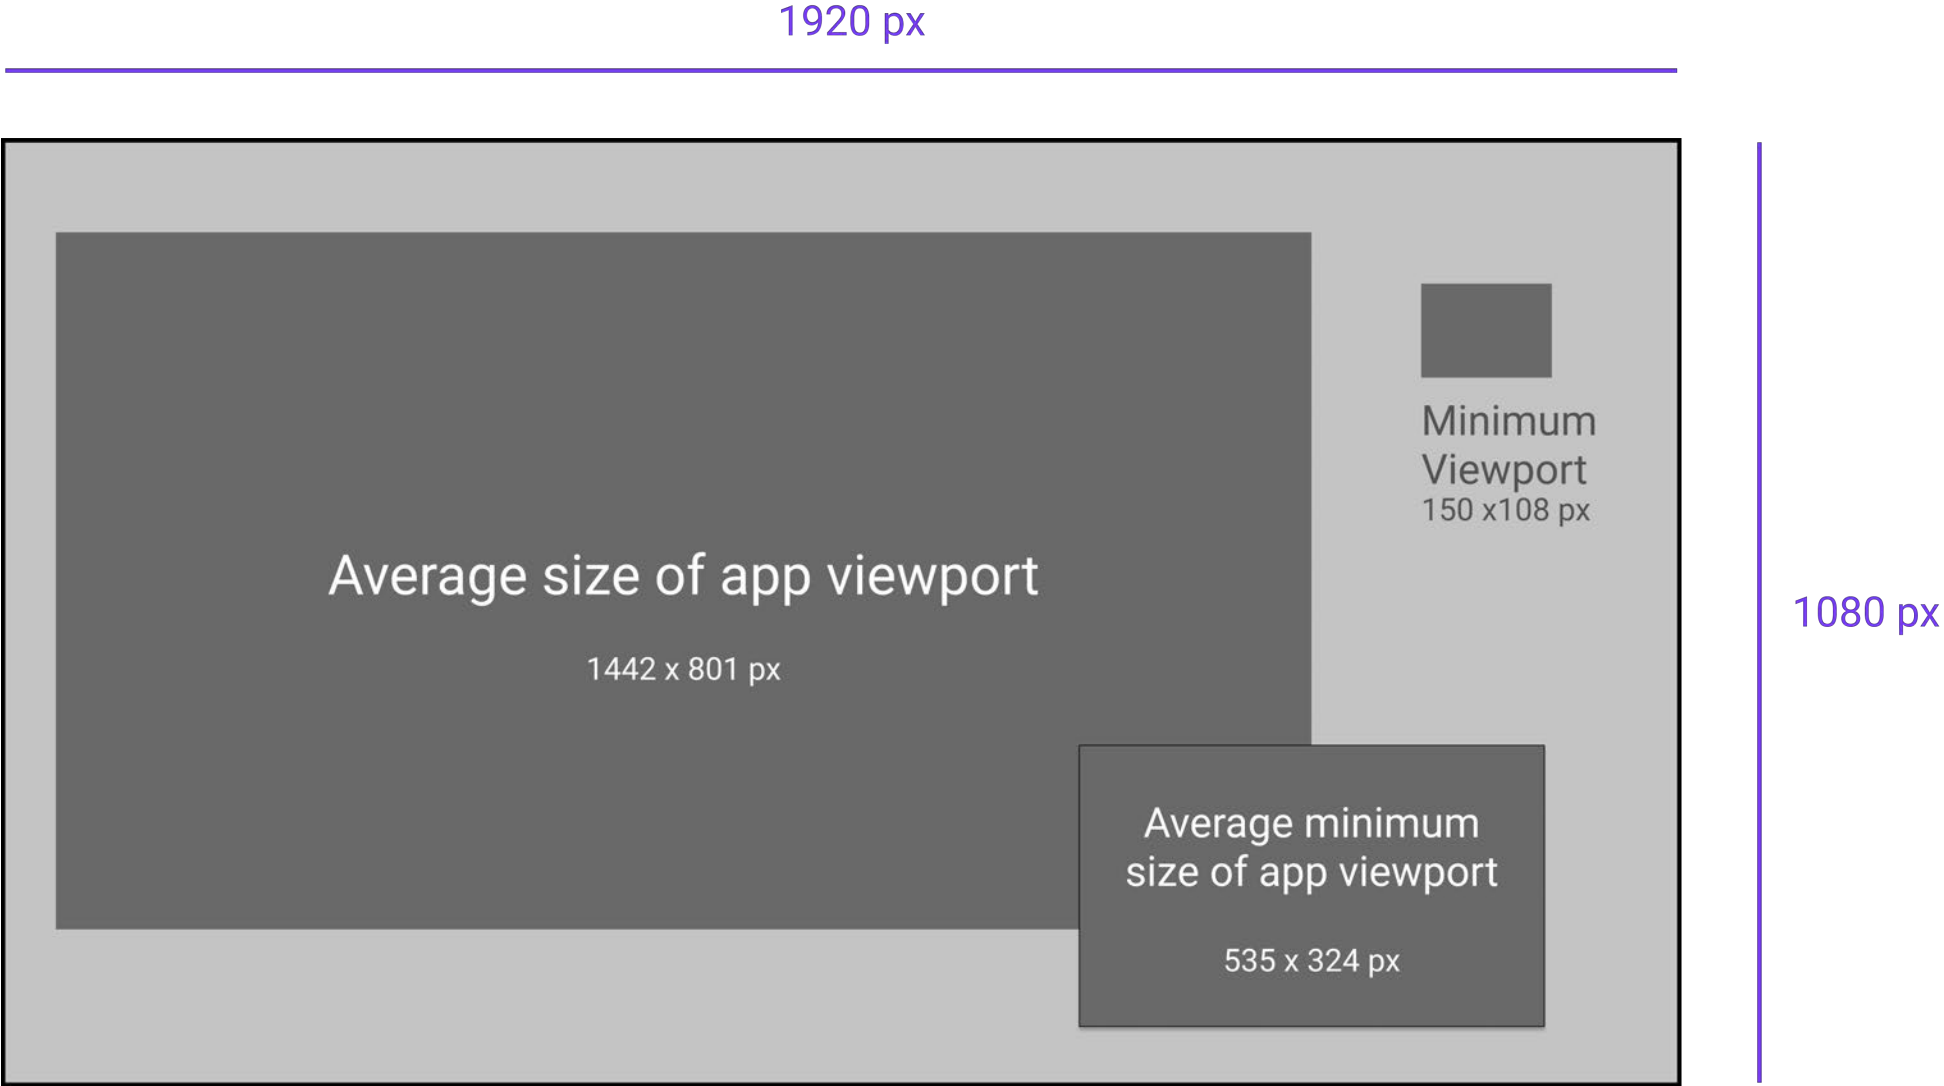 1920 px
Minimum
Viewport
150 x108 px
Average size of app viewport
1442 x 801 px
1080 px
Average minimum
size of app viewport
535 x 324 px